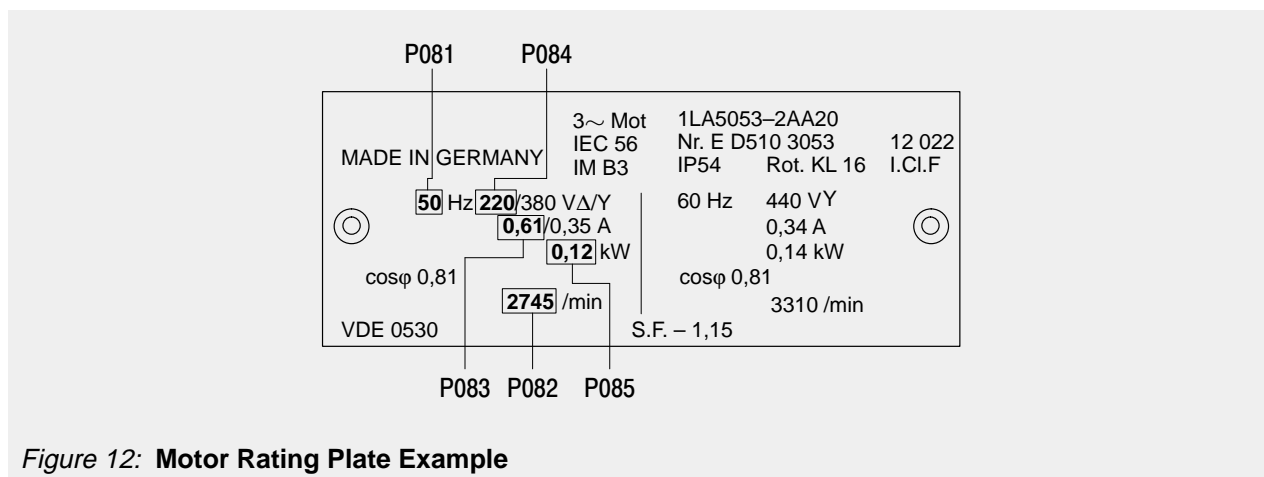 P081 P084
3~ Mot 1LA5053–2AA20
IEC 56 Nr. E D510 3053 12 022
MADE IN GERMANY IM B3 IP54 Rot. KL 16 I.Cl.F
50 Hz 220/380 VΔ/Y 60 Hz 440 VY
0,61/0,35 A 0,34 A
0,12 kW 0,14 kW
cosφ 0,81 cosφ 0,81
2745 /min 3310 /min
VDE 0530 S.F. – 1,15
P083 P082 P085
Figure 12: Motor Rating Plate Example